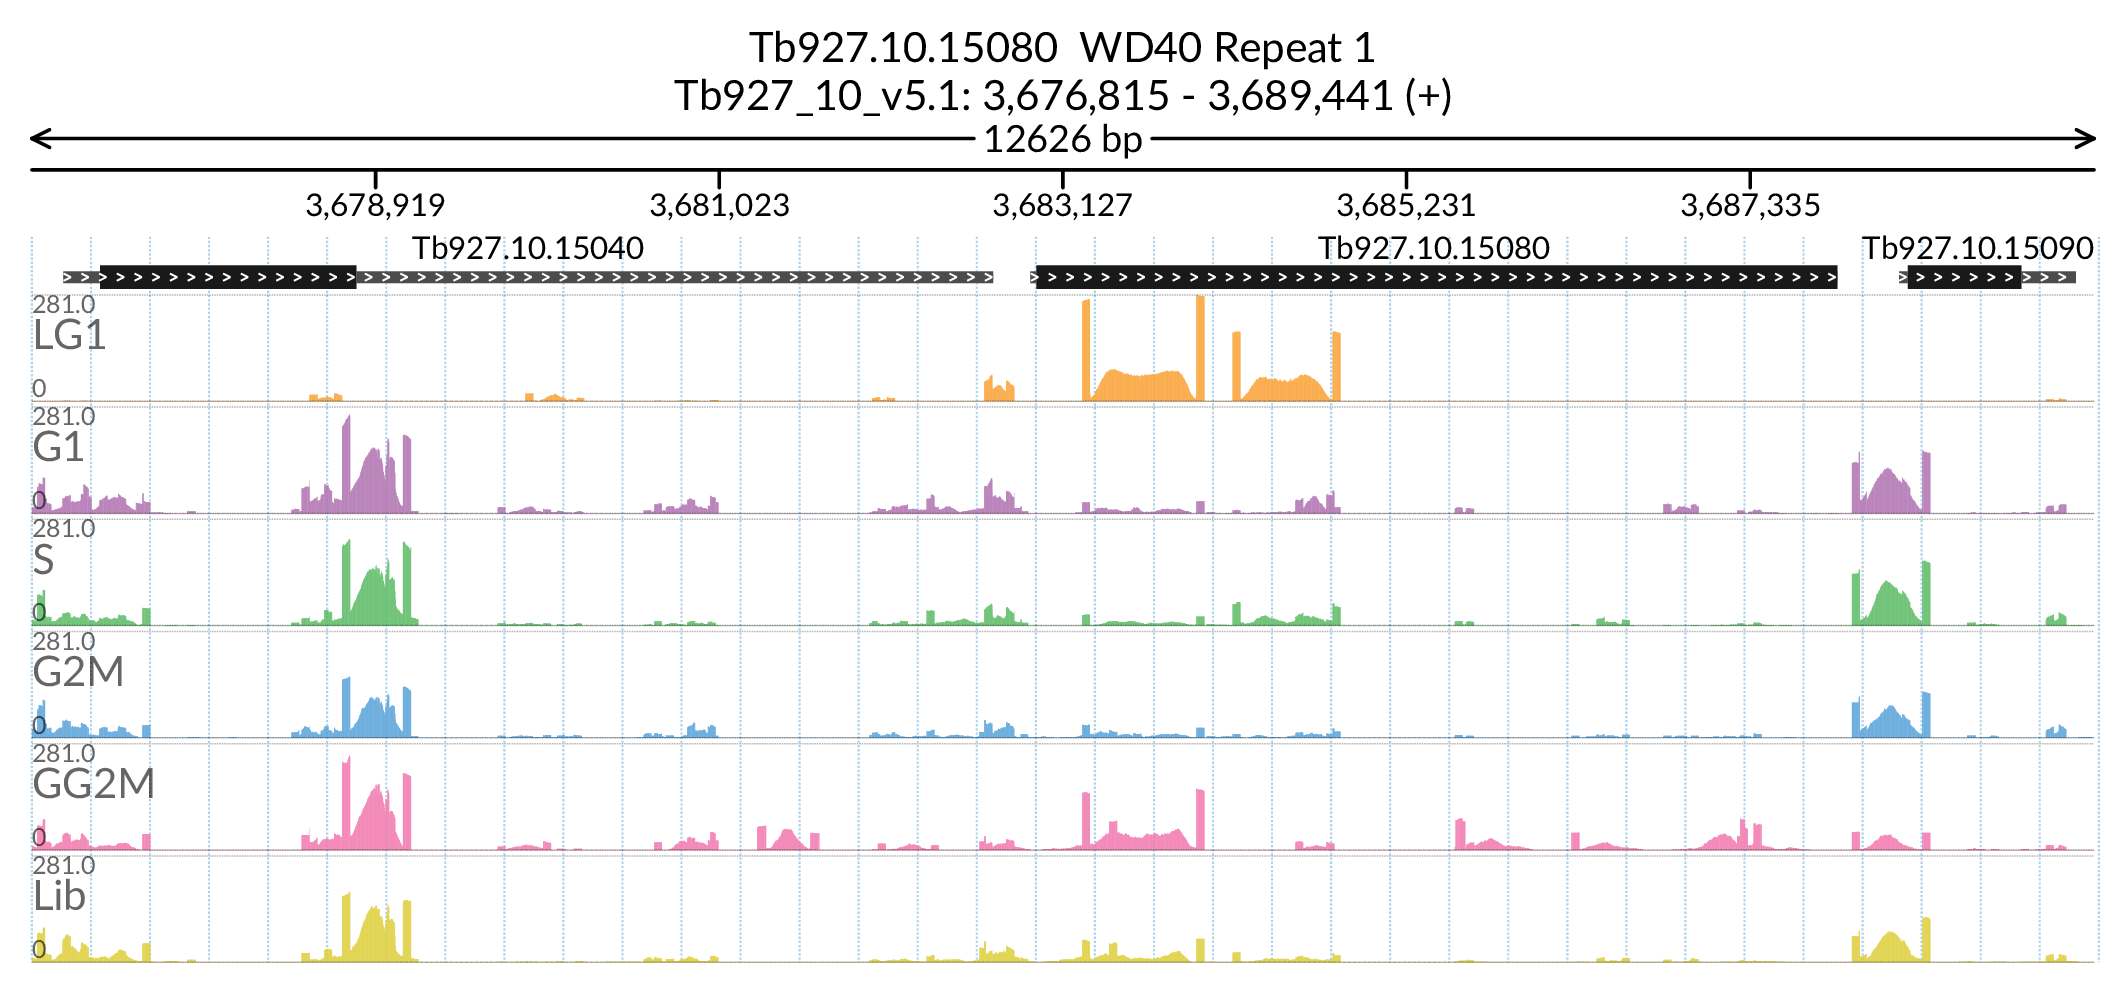 Tb927.10.15080  WD40 Repeat 1
Tb927_10_v5.1: 3,676,815 - 3,689,441 (+)
12626 bp
3,678,919 3,681,023 3,683,127 3,685,231 3,687,335
Tb927.10.15040 Tb927.10.15080 Tb927.10.15090
281.0
LG1
0
281.0
G1
0
281.0
S
0
281.0
G2M
0
281.0
GG2M
0
281.0
Lib
0